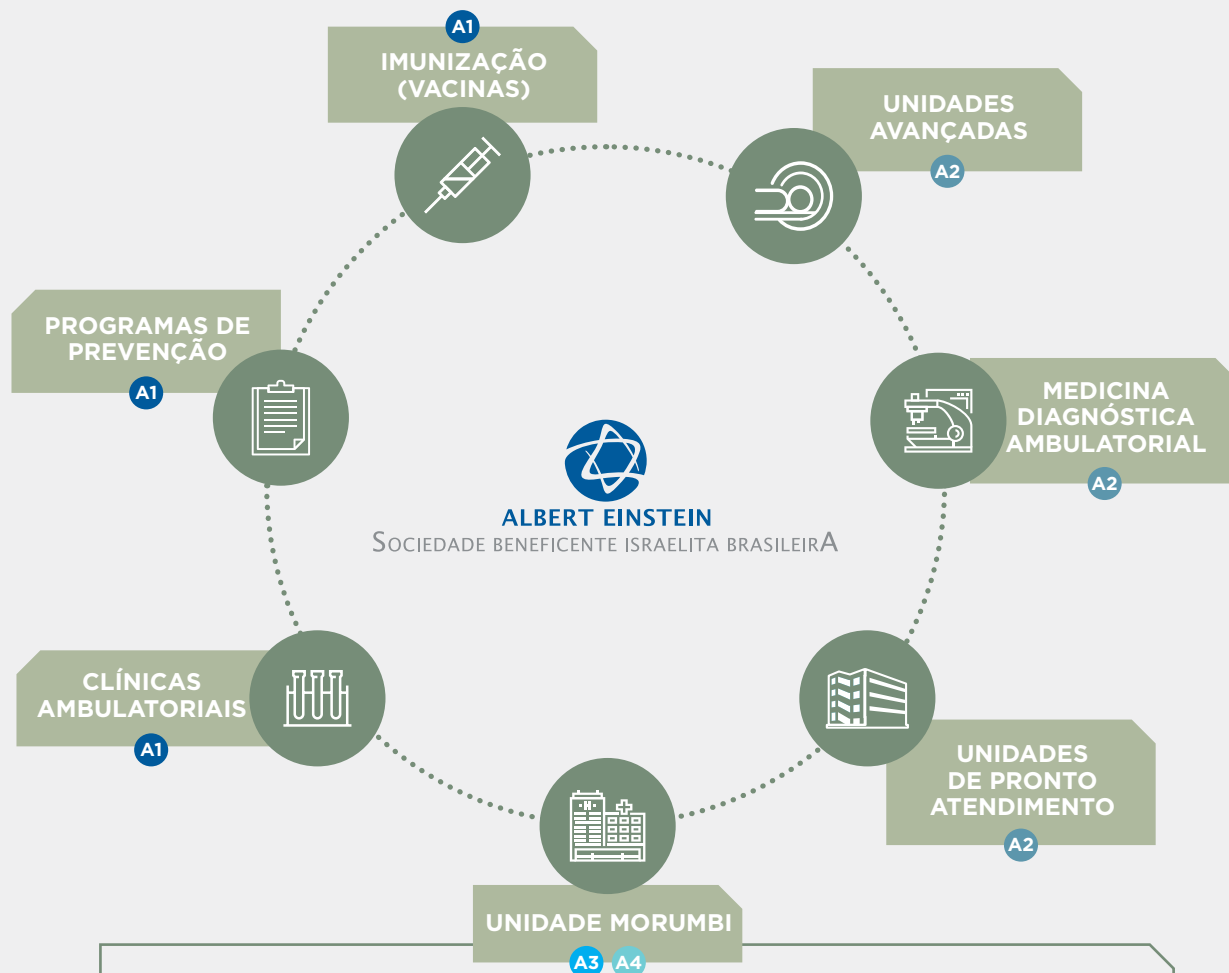 A1
IMUNIZAÇÃO
(VACINAS)
UNIDADES
AVANÇADAS
A2
PROGRAMAS DE
PREVENÇÃO
A1
MEDICINA
DIAGNÓSTICA
AMBULATORIAL
A2
ALBERT EINSTEIN
SOCIEDADE BENEFICENTE ISRAELITA BRASILEIRA
CLÍNICAS
AMBULATORIAIS
A1
UNIDADES
DE PRONTO
ATENDIMENTO
A2
H
UNIDADE MORUMBI
A3 A4